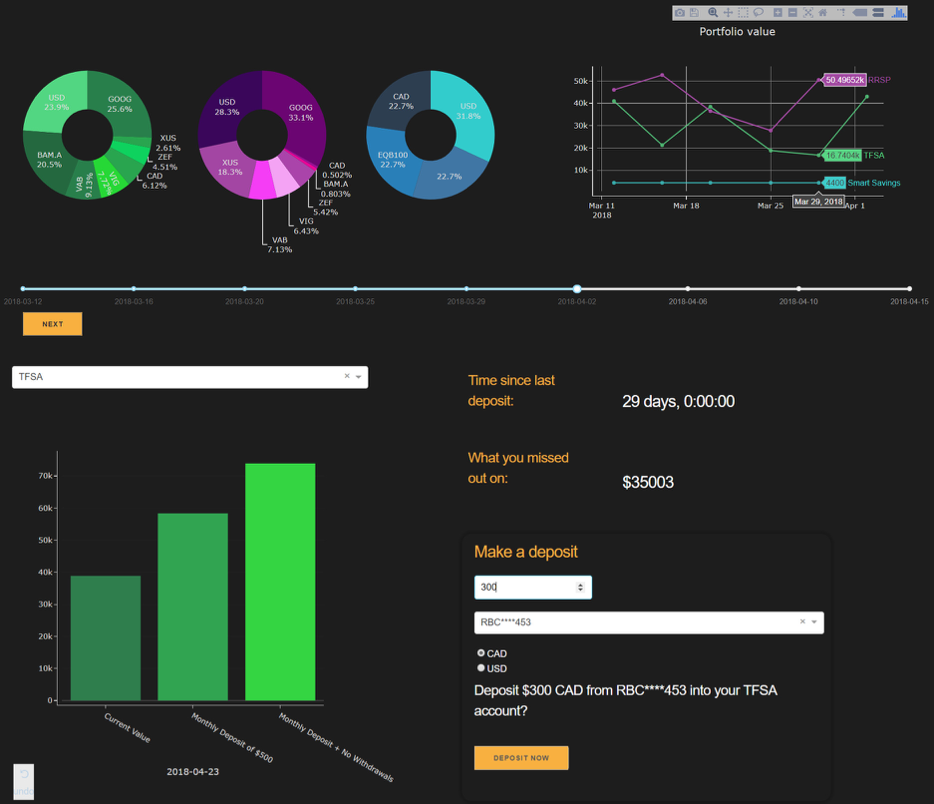 Portfolio value
USD
23.9%
GOOG
25.6%
XUS
2.61%
ZEF
4.51%
CAD
6.12%
VIG
7.72%
VAB
9.13%
BAM.A
20.5%
USD
28.3%
GOOG
33.1%
CAD
0.502%
BAM.A
0.803%
ZEF
5.42%
VIG
6.43%
VAB
7.13%
XUS
18.3%
CAD
22.7%
USD
31.8%
EQB100
22.7%
22.7%
50k
40k
30k
20k
10k
50.49652k RRSP
16.7404k TFSA
4400 Smart Savings
Mar 29, 2018
Mar 11
2018
Mar 18
Mar 25
Apr 1
2018-03-12
2018-03-16
2018-03-20
2018-03-25
2018-03-29
2018-04-02
2018-04-06
2018-04-10
2018-04-15
NEXT
TFSA
Time since last
deposit:
29 days, 0:00:00
What you missed
out on:
$35003
70k
60k
50k
40k
30k
20k
10k
0
Current Value
Monthly Deposit of $500
Monthly Deposit + No Withdrawals
2018-04-23
undo
Make a deposit
300
RBC****453
CAD
USD
Deposit $300 CAD from RBC****453 into your TFSA
account?
DEPOSIT NOW